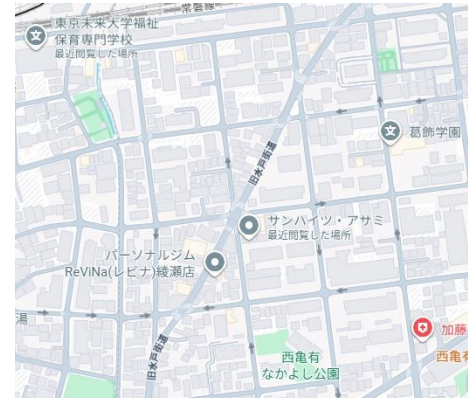 常磐線
東京未来大学福祉
保育専門学校
最近閲覧した場所
葛飾学園
旧水戸街道
サンハイツ・アサミ
最近閲覧した場所
パーソナルジム
ReViNa(レビナ)綾瀬店
湯
旧水戸街道
加藤
西亀有
なかよし公園
西亀有